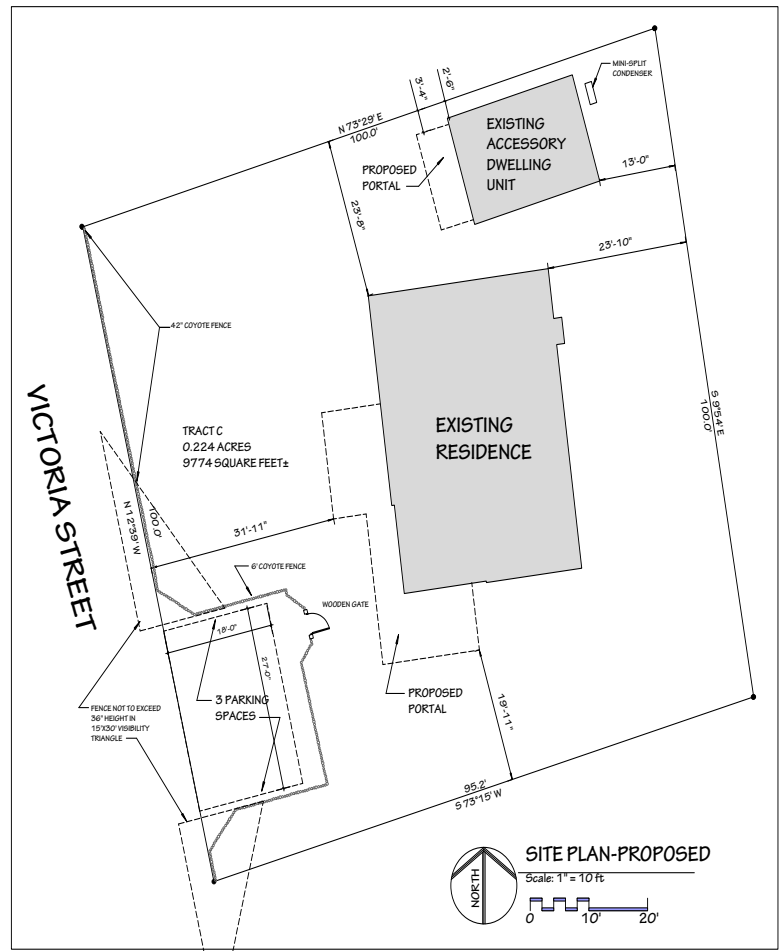 MINI-SPLIT
CONDENSER
2'-6"
3'-4"
N 73°29' E
100.0'
EXISTING
ACCESSORY
DWELLING
UNIT
PROPOSED
PORTAL
13'-0"
23'-8"
23'-10"
42" COYOTE FENCE
S 9°54' E
100.0'
VICTORIA STREET
TRACT C
0.224 ACRES
9774 SQUARE FEET±
EXISTING
RESIDENCE
N 12°39' W
100.0'
31'-11"
6' COYOTE FENCE
WOODEN GATE
18'-0"
27'-0"
3 PARKING
SPACES
FENCE NOT TO EXCEED
36" HEIGHT IN
15'X30' VISIBILITY
TRIANGLE
PROPOSED
PORTAL
19'-11"
95.2'
S 73°15' W
NORTH
SITE PLAN-PROPOSED
Scale: 1" = 10 ft
0 10' 20'